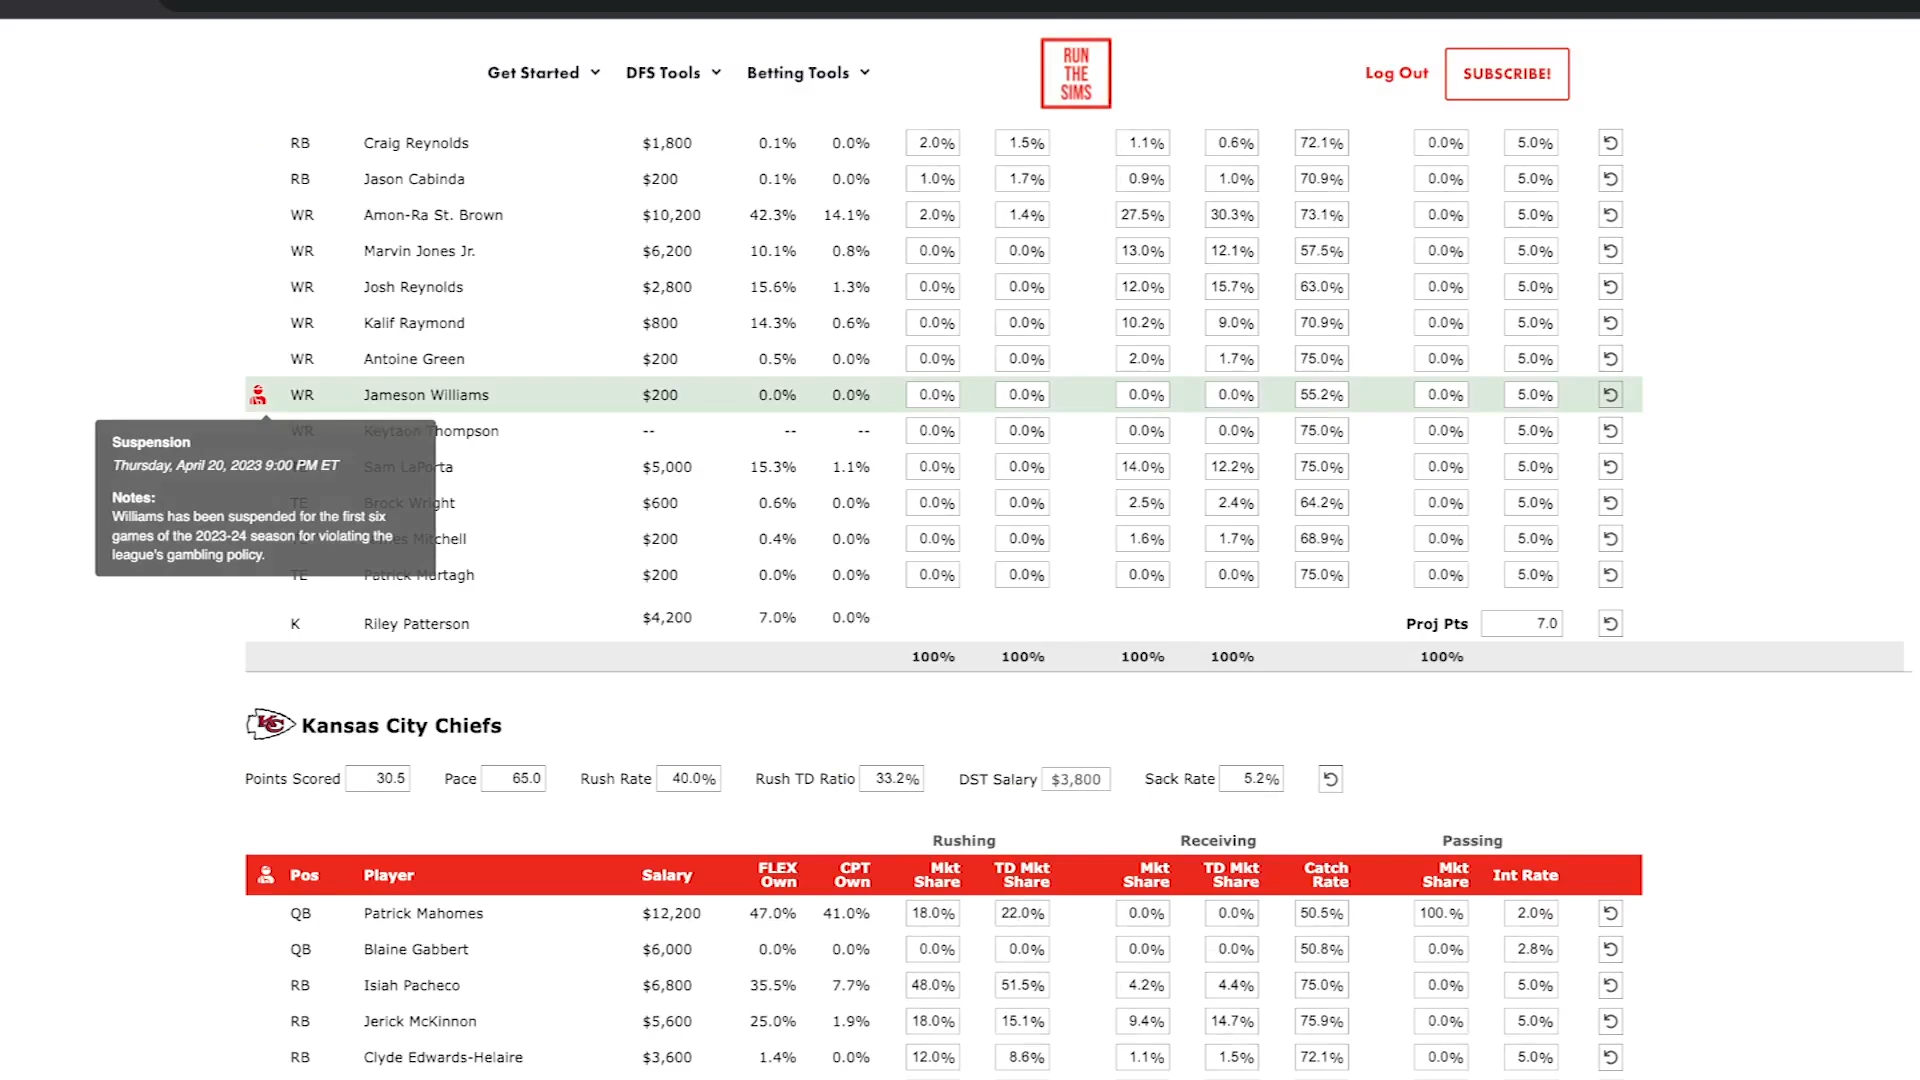 Get Started
DFS Tools
Betting Tools
RUN
THE
SIMS
Log Out
SUBSCRIBE!
RB Craig Reynolds $1,800 0.1% 0.0% 2.0% 1.5% 1.1% 0.6% 72.1% 0.0% 5.0%
RB Jason Cabinda $200 0.1% 0.0% 1.0% 1.7% 0.9% 1.0% 70.9% 0.0% 5.0%
WR Amon-Ra St. Brown $10,200 42.3% 14.1% 2.0% 1.4% 27.5% 30.3% 73.1% 0.0% 5.0%
WR Marvin Jones Jr. $6,200 10.1% 0.8% 0.0% 0.0% 13.0% 12.1% 57.5% 0.0% 5.0%
WR Josh Reynolds $2,800 15.6% 1.3% 0.0% 0.0% 12.0% 15.7% 63.0% 0.0% 5.0%
WR Kalif Raymond $800 14.3% 0.6% 0.0% 0.0% 10.2% 9.0% 70.9% 0.0% 5.0%
WR Antoine Green $200 0.5% 0.0% 0.0% 0.0% 2.0% 1.7% 75.0% 0.0% 5.0%
WR Jameson Williams $200 0.0% 0.0% 0.0% 0.0% 0.0% 0.0% 55.2% 0.0% 5.0%
WR Keytaon Thompson -- -- -- 0.0% 0.0% 0.0% 0.0% 75.0% 0.0% 5.0%
Sam LaPorta $5,000 15.3% 1.1% 0.0% 0.0% 14.0% 12.2% 75.0% 0.0% 5.0%
TE Brock Wright $600 0.6% 0.0% 0.0% 0.0% 2.5% 2.4% 64.2% 0.0% 5.0%
Mitchell $200 0.4% 0.0% 0.0% 0.0% 1.6% 1.7% 68.9% 0.0% 5.0%
TE Patrick Murtagh $200 0.0% 0.0% 0.0% 0.0% 0.0% 0.0% 75.0% 0.0% 5.0%
K Riley Patterson $4,200 7.0% 0.0% Proj Pts 7.0
100% 100% 100% 100% 100%
Suspension
Thursday, April 20, 2023 9:00 PM ET
Notes:
Williams has been suspended for the first six
games of the 2023-24 season for violating the
league's gambling policy.
KC
Kansas City Chiefs
Points Scored 30.5 Pace 65.0 Rush Rate 40.0% Rush TD Ratio 33.2% DST Salary $3,800 Sack Rate 5.2%
Rushing Receiving Passing
Pos Player Salary FLEX Own CPT Own Mkt Share TD Mkt Share Mkt Share TD Mkt Share Catch Rate Mkt Share Int Rate
QB Patrick Mahomes $12,200 47.0% 41.0% 18.0% 22.0% 0.0% 0.0% 50.5% 100.% 2.0%
QB Blaine Gabbert $6,000 0.0% 0.0% 0.0% 0.0% 0.0% 0.0% 50.8% 0.0% 2.8%
RB Isiah Pacheco $6,800 35.5% 7.7% 48.0% 51.5% 4.2% 4.4% 75.0% 0.0% 5.0%
RB Jerick McKinnon $5,600 25.0% 1.9% 18.0% 15.1% 9.4% 14.7% 75.9% 0.0% 5.0%
RB Clyde Edwards-Helaire $3,600 1.4% 0.0% 12.0% 8.6% 1.1% 1.5% 72.1% 0.0% 5.0%